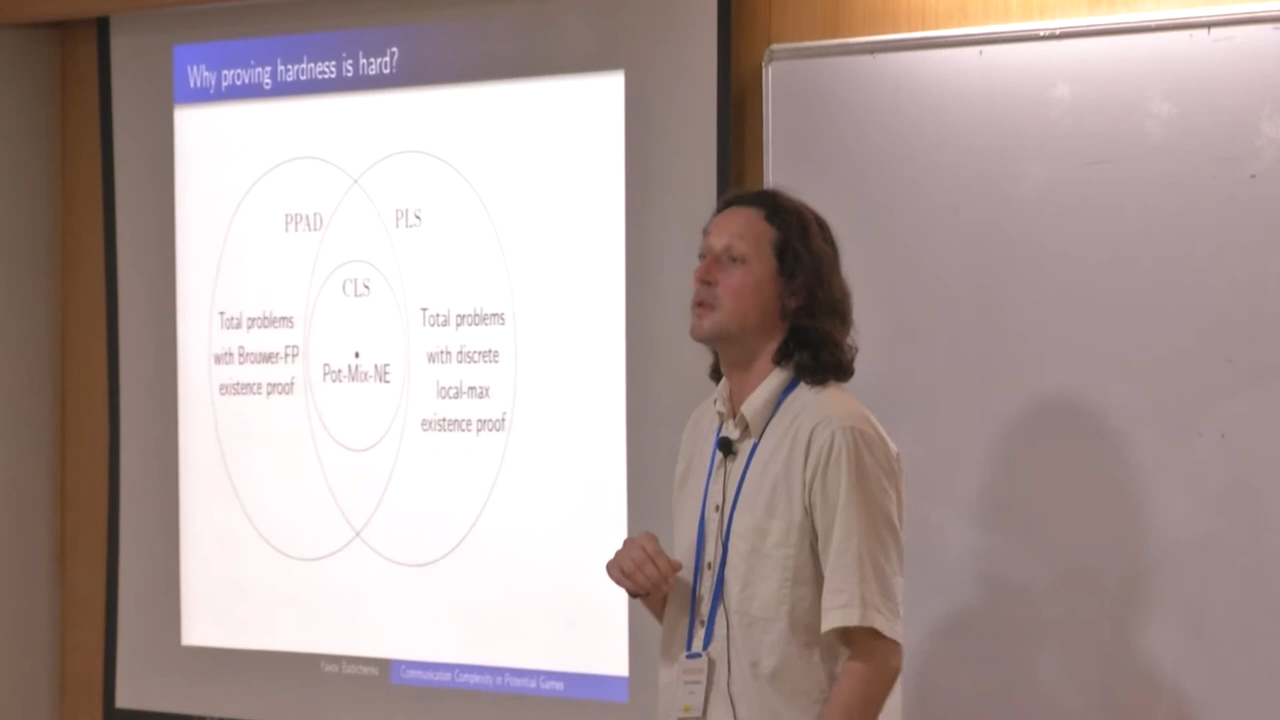 Why proving hardness is hard?
PPAD
PLS
CLS
Total problems
with Brouwer-FP
existence proof
Pot-Mix-NE
Total problems
with discrete
local-max
existence proof
Yakov Babichenko
Communication Complexity in Potential Games